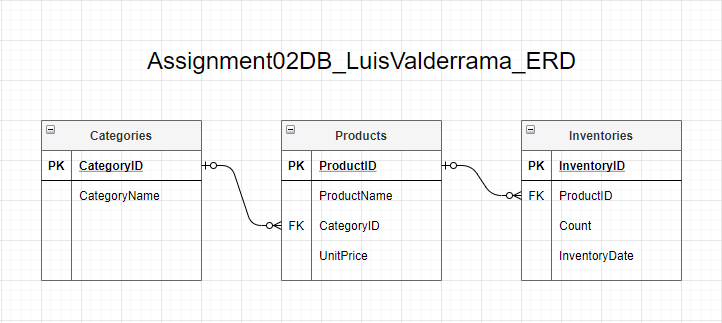 Assignment02DB_LuisValderrama_ERD
Categories
PK CategoryID
CategoryName
Products
PK ProductID
ProductName
FK CategoryID
UnitPrice
Inventories
PK InventoryID
FK ProductID
Count
InventoryDate